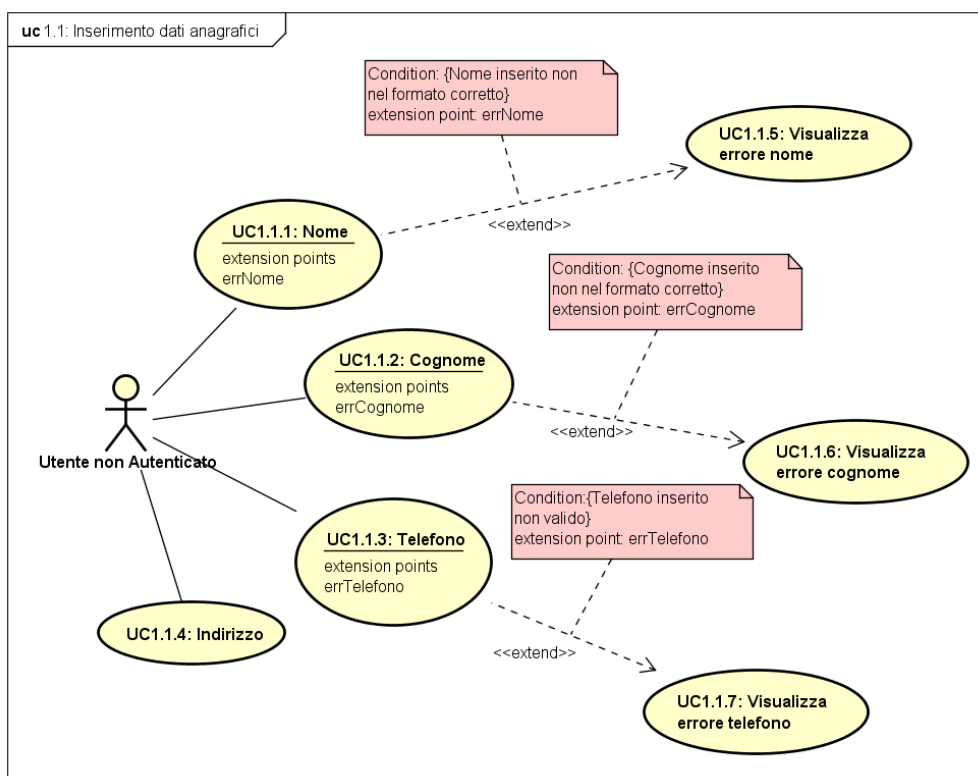 uc 1.1: Inserimento dati anagrafici
Condition: {Nome inserito non
nel formato corretto}
extension point: errNome
UC1.1.5: Visualizza
errore nome
<<extend>>
UC1.1.1: Nome
extension points
errNome
Condition: {Cognome inserito
non nel formato corretto}
extension point: errCognome
UC1.1.2: Cognome
extension points
errCognome
<<extend>>
UC1.1.6: Visualizza
errore cognome
Utente non Autenticato
Condition:{Telefono inserito
non valido}
extension point: errTelefono
UC1.1.3: Telefono
extension points
errTelefono
<<extend>>
UC1.1.4: Indirizzo
UC1.1.7: Visualizza
errore telefono